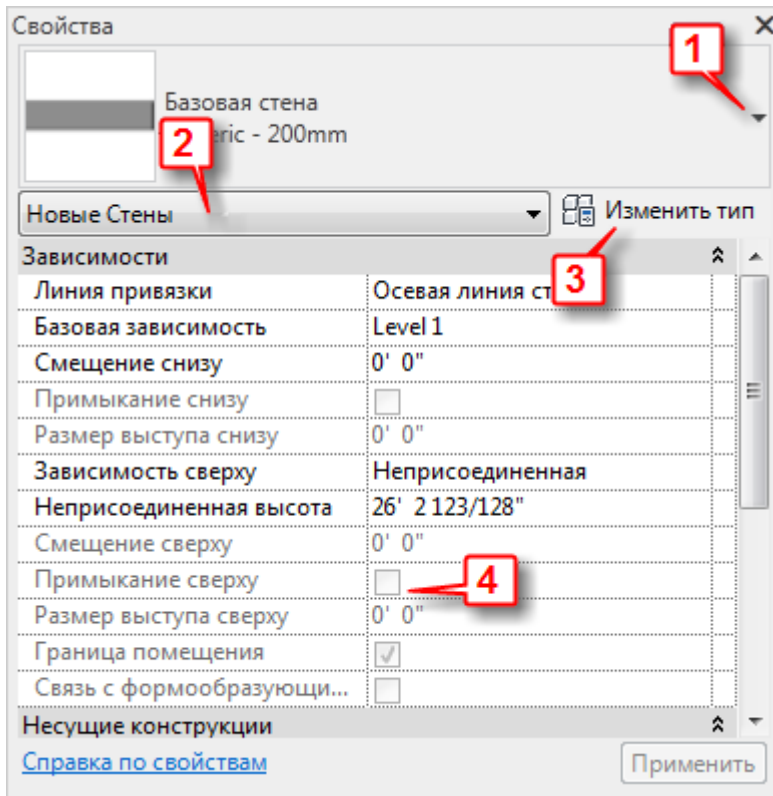 Свойства
1
Базовая стена
2 eric - 200mm
Новые Стены Изменить тип
Зависимости 3
Линия привязки Осевая линия ст
Базовая зависимость Level 1
Смещение снизу 0' 0"
Примыкание снизу
Размер выступа снизу 0' 0"
Зависимость сверху Неприсоединенная
Неприсоединенная высота 26' 2 123/128"
Смещение сверху 0' 0"
Примыкание сверху 4
Размер выступа сверху 0' 0"
Граница помещения
Связь с формообразующи...
Несущие конструкции
Справка по свойствам Применить